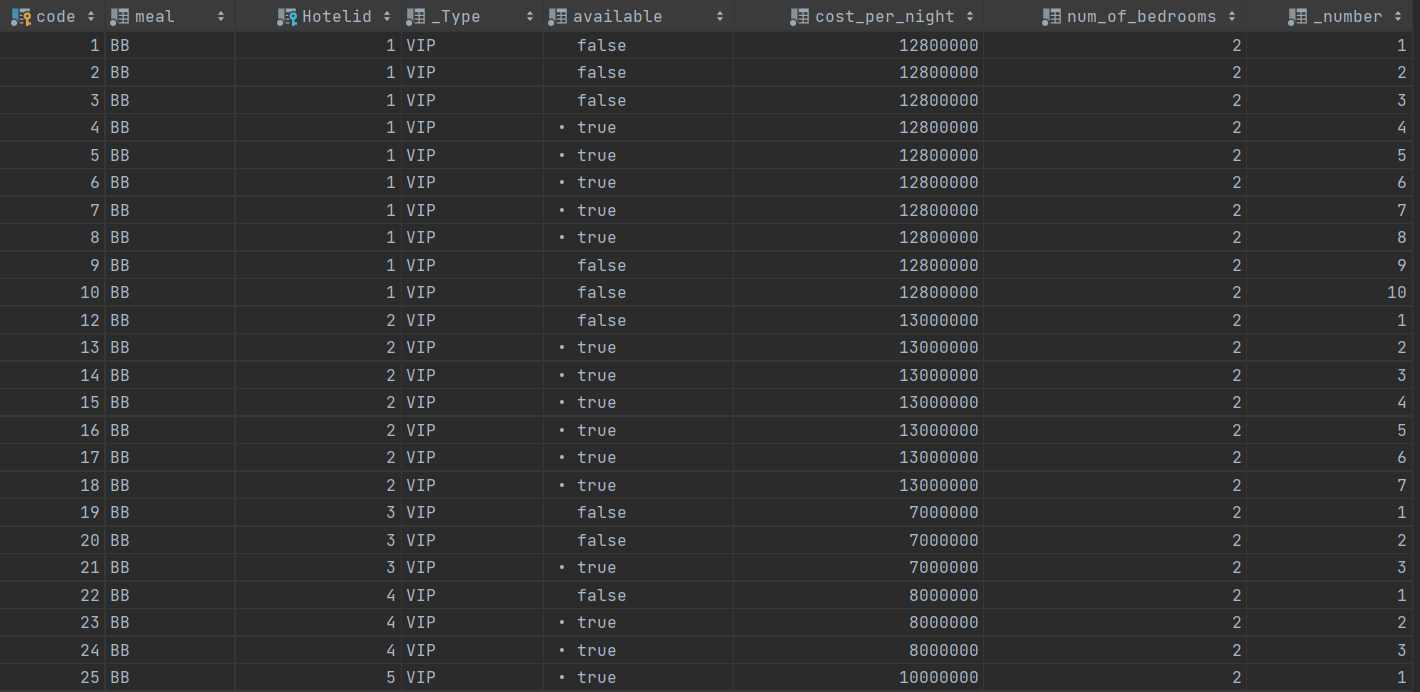 code meal Hotelid _Type available cost_per_night num_of_bedrooms _number
1 BB 1 VIP false 12800000 2 1
2 BB 1 VIP false 12800000 2 2
3 BB 1 VIP false 12800000 2 3
4 BB 1 VIP • true 12800000 2 4
5 BB 1 VIP • true 12800000 2 5
6 BB 1 VIP • true 12800000 2 6
7 BB 1 VIP • true 12800000 2 7
8 BB 1 VIP • true 12800000 2 8
9 BB 1 VIP false 12800000 2 9
10 BB 1 VIP false 12800000 2 10
12 BB 2 VIP false 13000000 2 1
13 BB 2 VIP • true 13000000 2 2
14 BB 2 VIP • true 13000000 2 3
15 BB 2 VIP • true 13000000 2 4
16 BB 2 VIP • true 13000000 2 5
17 BB 2 VIP • true 13000000 2 6
18 BB 2 VIP • true 13000000 2 7
19 BB 3 VIP false 7000000 2 1
20 BB 3 VIP false 7000000 2 2
21 BB 3 VIP • true 7000000 2 3
22 BB 4 VIP false 8000000 2 1
23 BB 4 VIP • true 8000000 2 2
24 BB 4 VIP • true 8000000 2 3
25 BB 5 VIP • true 10000000 2 1